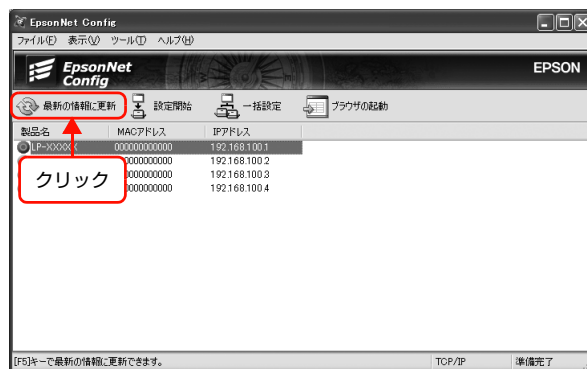 EpsonNet Config
ファイル(F) 表示(V) ツール(T) ヘルプ(H)
EpsonNet
Config
EPSON
最新の情報に更新 設定開始 一括設定 ブラウザの起動
製品名 MACアドレス IPアドレス
LP-XXXXX 000000000000 192.168.100.1
000000000000 192.168.100.2
000000000000 192.168.100.3
000000000000 192.168.100.4
クリック
[F5]キーで最新の情報に更新できます。 TCP/IP 準備完了